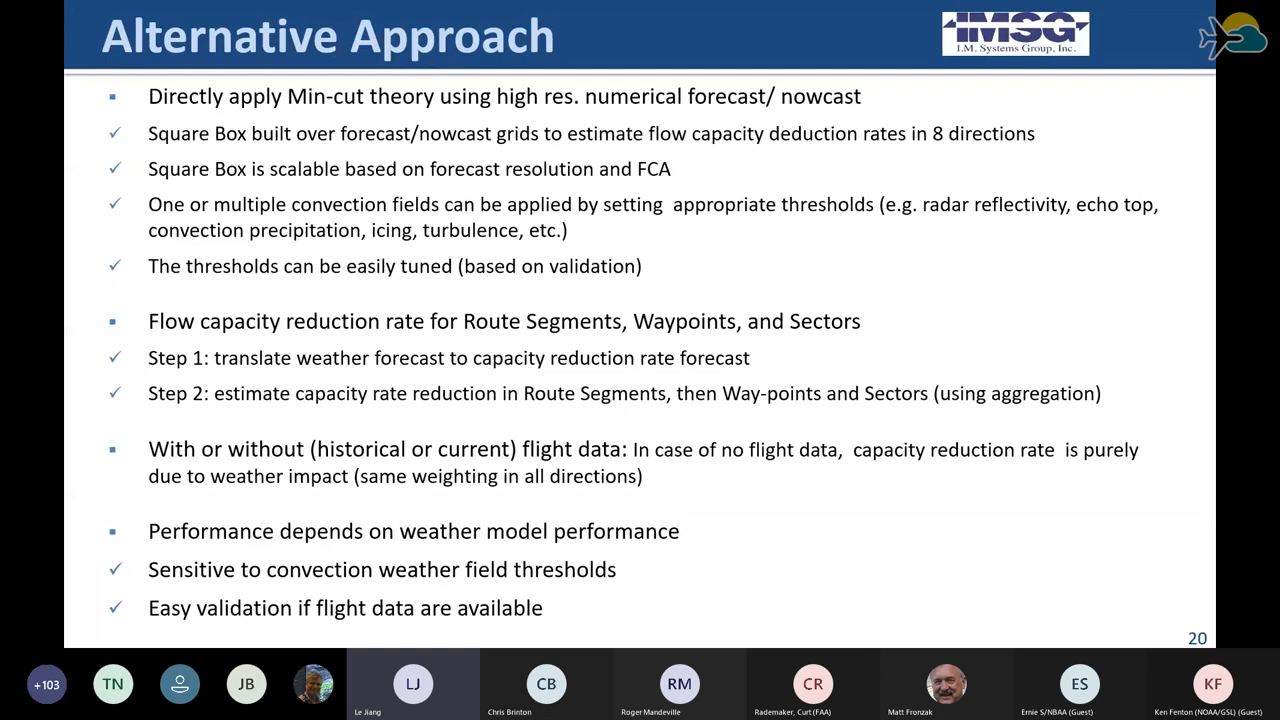 Alternative Approach
IMSG
I.M. Systems Group, Inc.
▪ Directly apply Min-cut theory using high res. numerical forecast/ nowcast
✓ Square Box built over forecast/nowcast grids to estimate flow capacity deduction rates in 8 directions
✓ Square Box is scalable based on forecast resolution and FCA
✓ One or multiple convection fields can be applied by setting appropriate thresholds (e.g. radar reflectivity, echo top,
convection precipitation, icing, turbulence, etc.)
✓ The thresholds can be easily tuned (based on validation)
▪ Flow capacity reduction rate for Route Segments, Waypoints, and Sectors
✓ Step 1: translate weather forecast to capacity reduction rate forecast
✓ Step 2: estimate capacity rate reduction in Route Segments, then Way-points and Sectors (using aggregation)
▪ With or without (historical or current) flight data: In case of no flight data, capacity reduction rate is purely
due to weather impact (same weighting in all directions)
▪ Performance depends on weather model performance
✓ Sensitive to convection weather field thresholds
✓ Easy validation if flight data are available
20
+103 TN JB LJ CB RM CR ES KF
Le Jiang Chris Brinton Roger Mandeville Rademaker, Curt (FAA) Matt Fronzak Ernie S/NBAA (Guest) Ken Fenton (NOAA/GSL) (Guest)